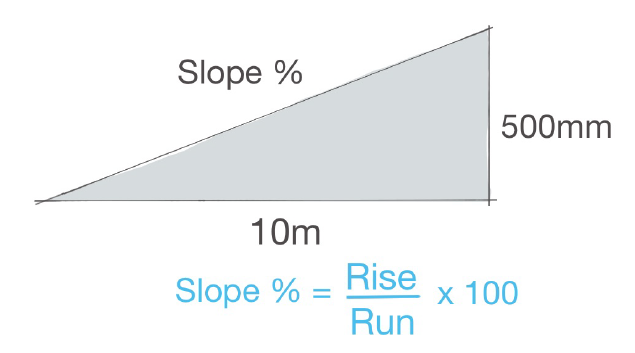 Slope %
500mm
10m
Slope % = Rise x 100
Run